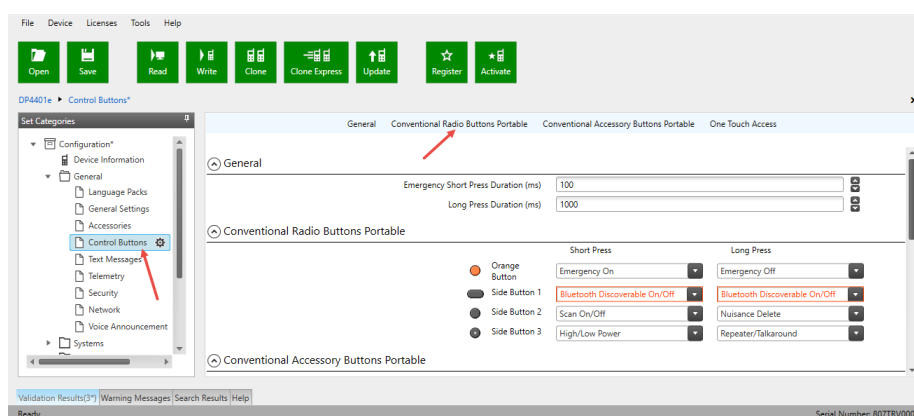 File Device Licenses Tools Help
Open Save Read Write Clone Clone Express Update Register Activate
DP4401e Control Buttons*
Set Categories
General Conventional Radio Buttons Portable Conventional Accessory Buttons Portable One Touch Access
Configuration*
Device Information
General
Language Packs
General Settings
Accessories
Control Buttons
Text Messages
Telemetry
Security
Network
Voice Announcement
Systems
General
Emergency Short Press Duration (ms) 100
Long Press Duration (ms) 1000
Conventional Radio Buttons Portable
Short Press Long Press
Orange
Button Emergency On Emergency Off
Side Button 1 Bluetooth Discoverable On/Off Bluetooth Discoverable On/Off
Side Button 2 Scan On/Off Nuisance Delete
Side Button 3 High/Low Power Repeater/Talkaround
Conventional Accessory Buttons Portable
Validation Results(3*) Warning Messages Search Results Help
Ready Serial Number: 807TRV000